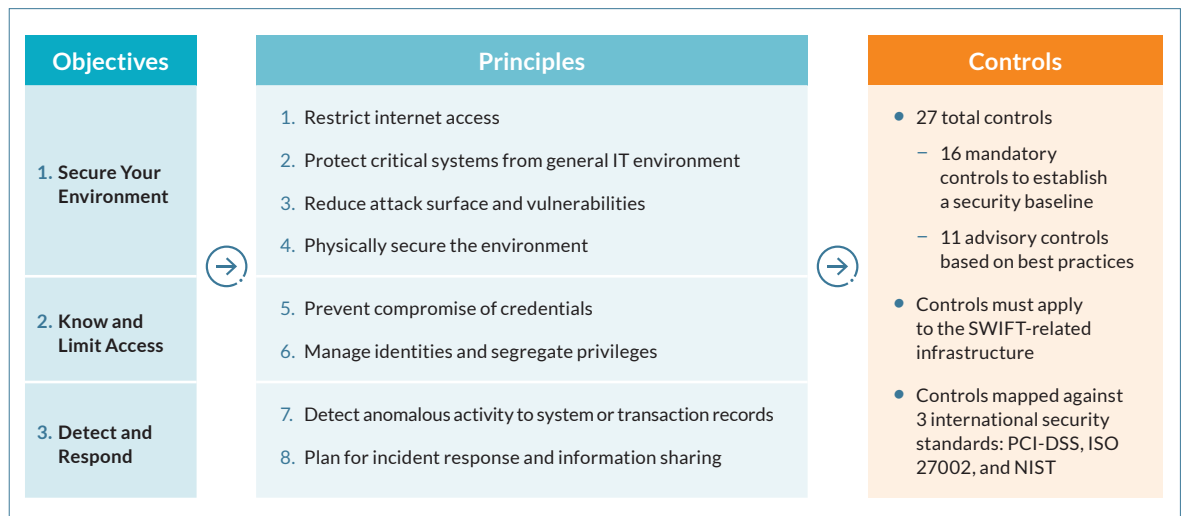 Objectives
Principles
Controls
1. Secure Your
Environment
1. Restrict internet access
2. Protect critical systems from general IT environment
3. Reduce attack surface and vulnerabilities
4. Physically secure the environment
2. Know and
Limit Access
5. Prevent compromise of credentials
6. Manage identities and segregate privileges
3. Detect and
Respond
7. Detect anomalous activity to system or transaction records
8. Plan for incident response and information sharing
• 27 total controls
– 16 mandatory
controls to establish
a security baseline
– 11 advisory controls
based on best practices
• Controls must apply
to the SWIFT-related
infrastructure
• Controls mapped against
3 international security
standards: PCI-DSS, ISO
27002, and NIST